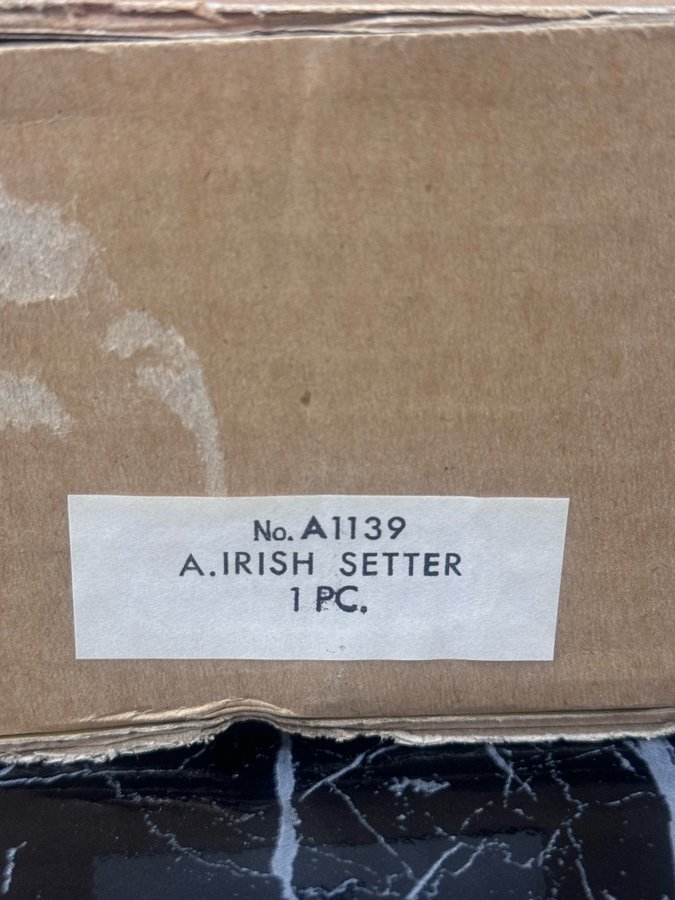 No. A1139
A. IRISH SETTER
1 PC.